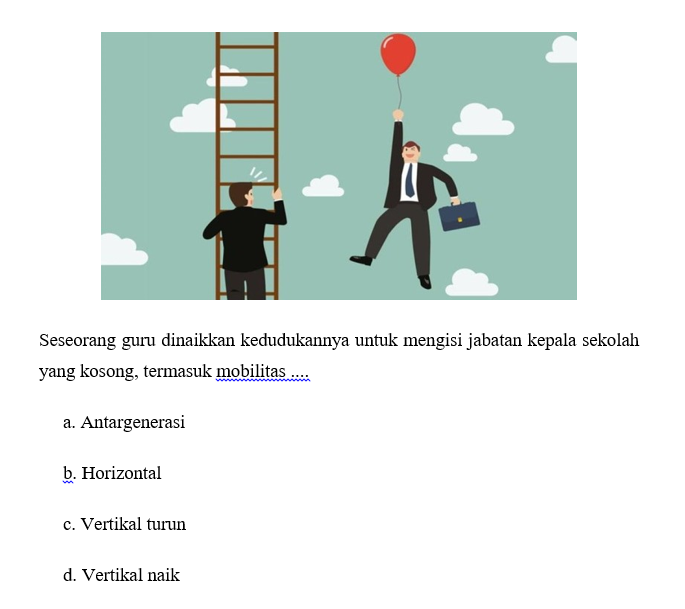 Seseorang guru dinaikkan kedudukannya untuk mengisi jabatan kepala sekolah
yang kosong, termasuk mobilitas ....
a. Antargenerasi
b. Horizontal
c. Vertikal turun
d. Vertikal naik